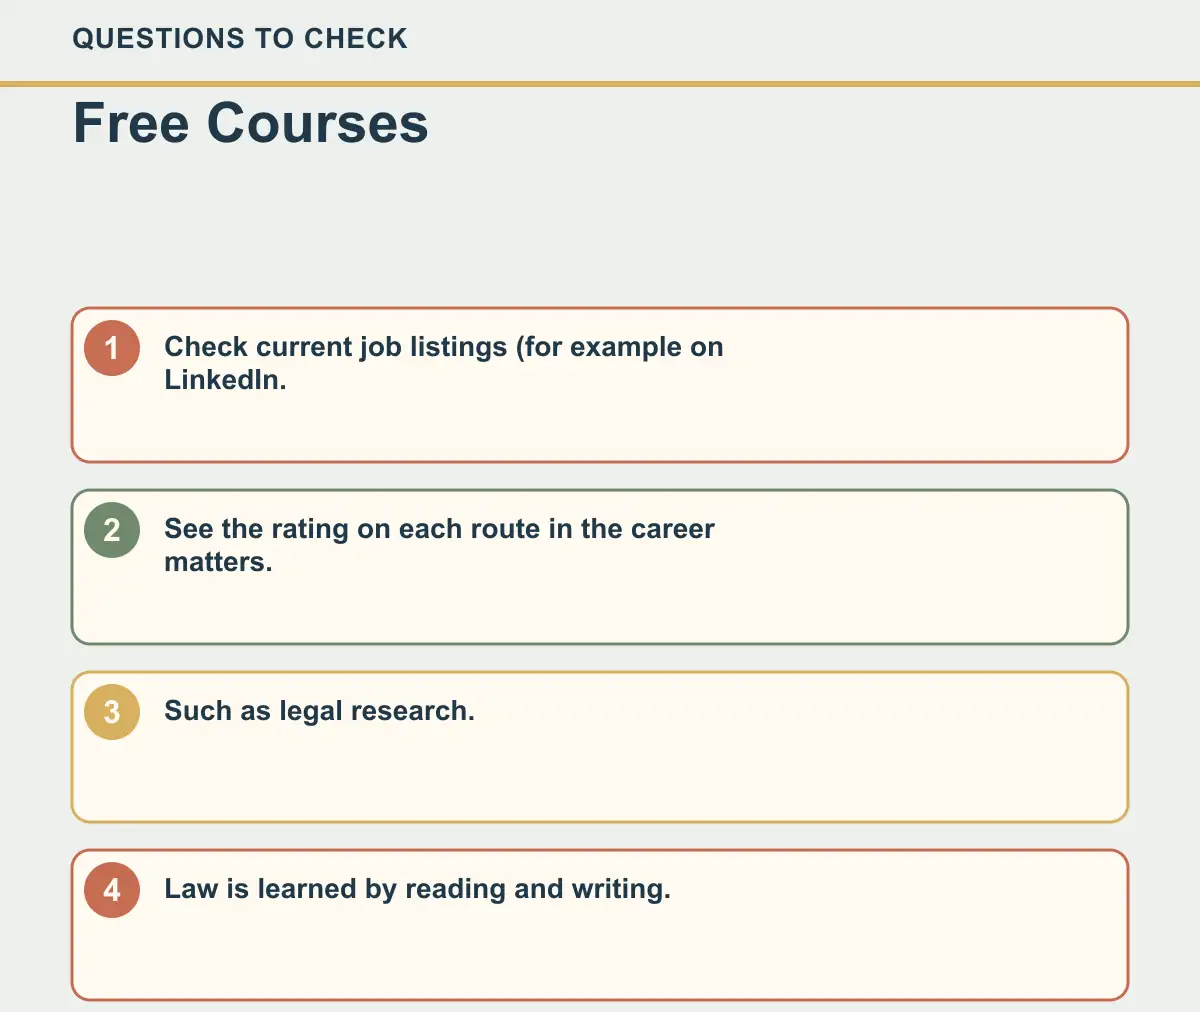 QUESTIONS TO CHECK
Free Courses
1
Check current job listings (for example on
LinkedIn.
2
See the rating on each route in the career
matters.
3
Such as legal research.
4
Law is learned by reading and writing.